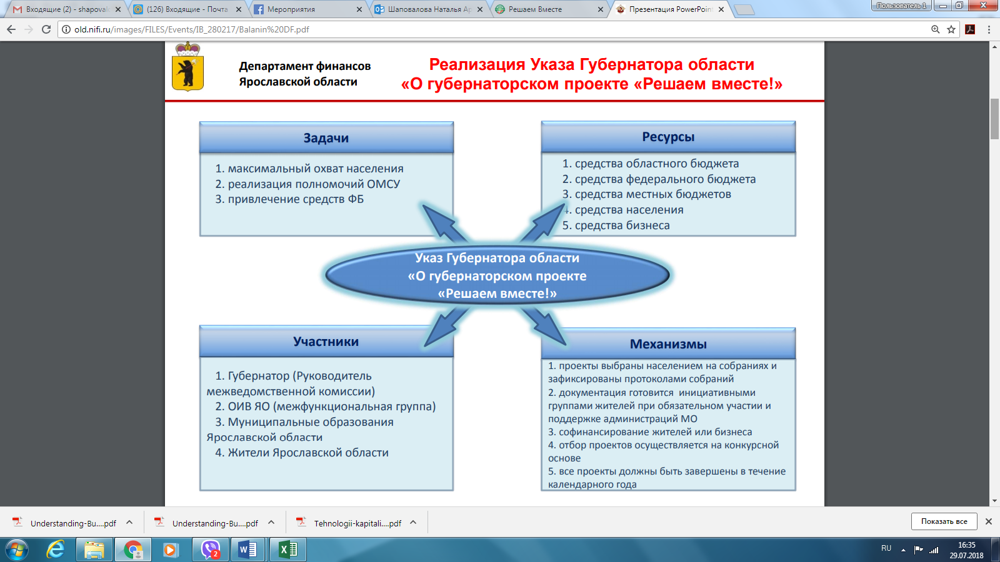 Входящие (2) - shapoval
(126) Входящие - Почта
Мероприятия
Шаповалова Наталья Ар
Решаем Вместе
Презентация PowerPoin
Пользователь 1
old.nifi.ru/images/FILES/Events/IB_280217/Balanin%20DF.pdf
Департамент финансов
Ярославской области
Реализация Указа Губернатора области
«О губернаторском проекте «Решаем вместе!»
Задачи
1. максимальный охват населения
2. реализация полномочий ОМСУ
3. привлечение средств ФБ
Ресурсы
1. средства областного бюджета
2. средства федерального бюджета
3. средства местных бюджетов
4. средства населения
5. средства бизнеса
Указ Губернатора области
«О губернаторском проекте
«Решаем вместе!»
Участники
1. Губернатор (Руководитель
межведомственной комиссии)
2. ОИВ ЯО (межфункциональная группа)
3. Муниципальные образования
Ярославской области
4. Жители Ярославской области
Механизмы
1. проекты выбраны населением на собраниях и
зафиксированы протоколами собраний
2. документация готовится инициативными
группами жителей при обязательном участии и
поддержке администраций МО
3. софинансирование жителей или бизнеса
4. отбор проектов осуществляется на конкурсной
основе
5. все проекты должны быть завершены в течение
календарного года
Understanding-Bu....pdf
Understanding-Bu....pdf
Tehnologii-kapitali....pdf
Показать все
2
RU
16:35
29.07.2018